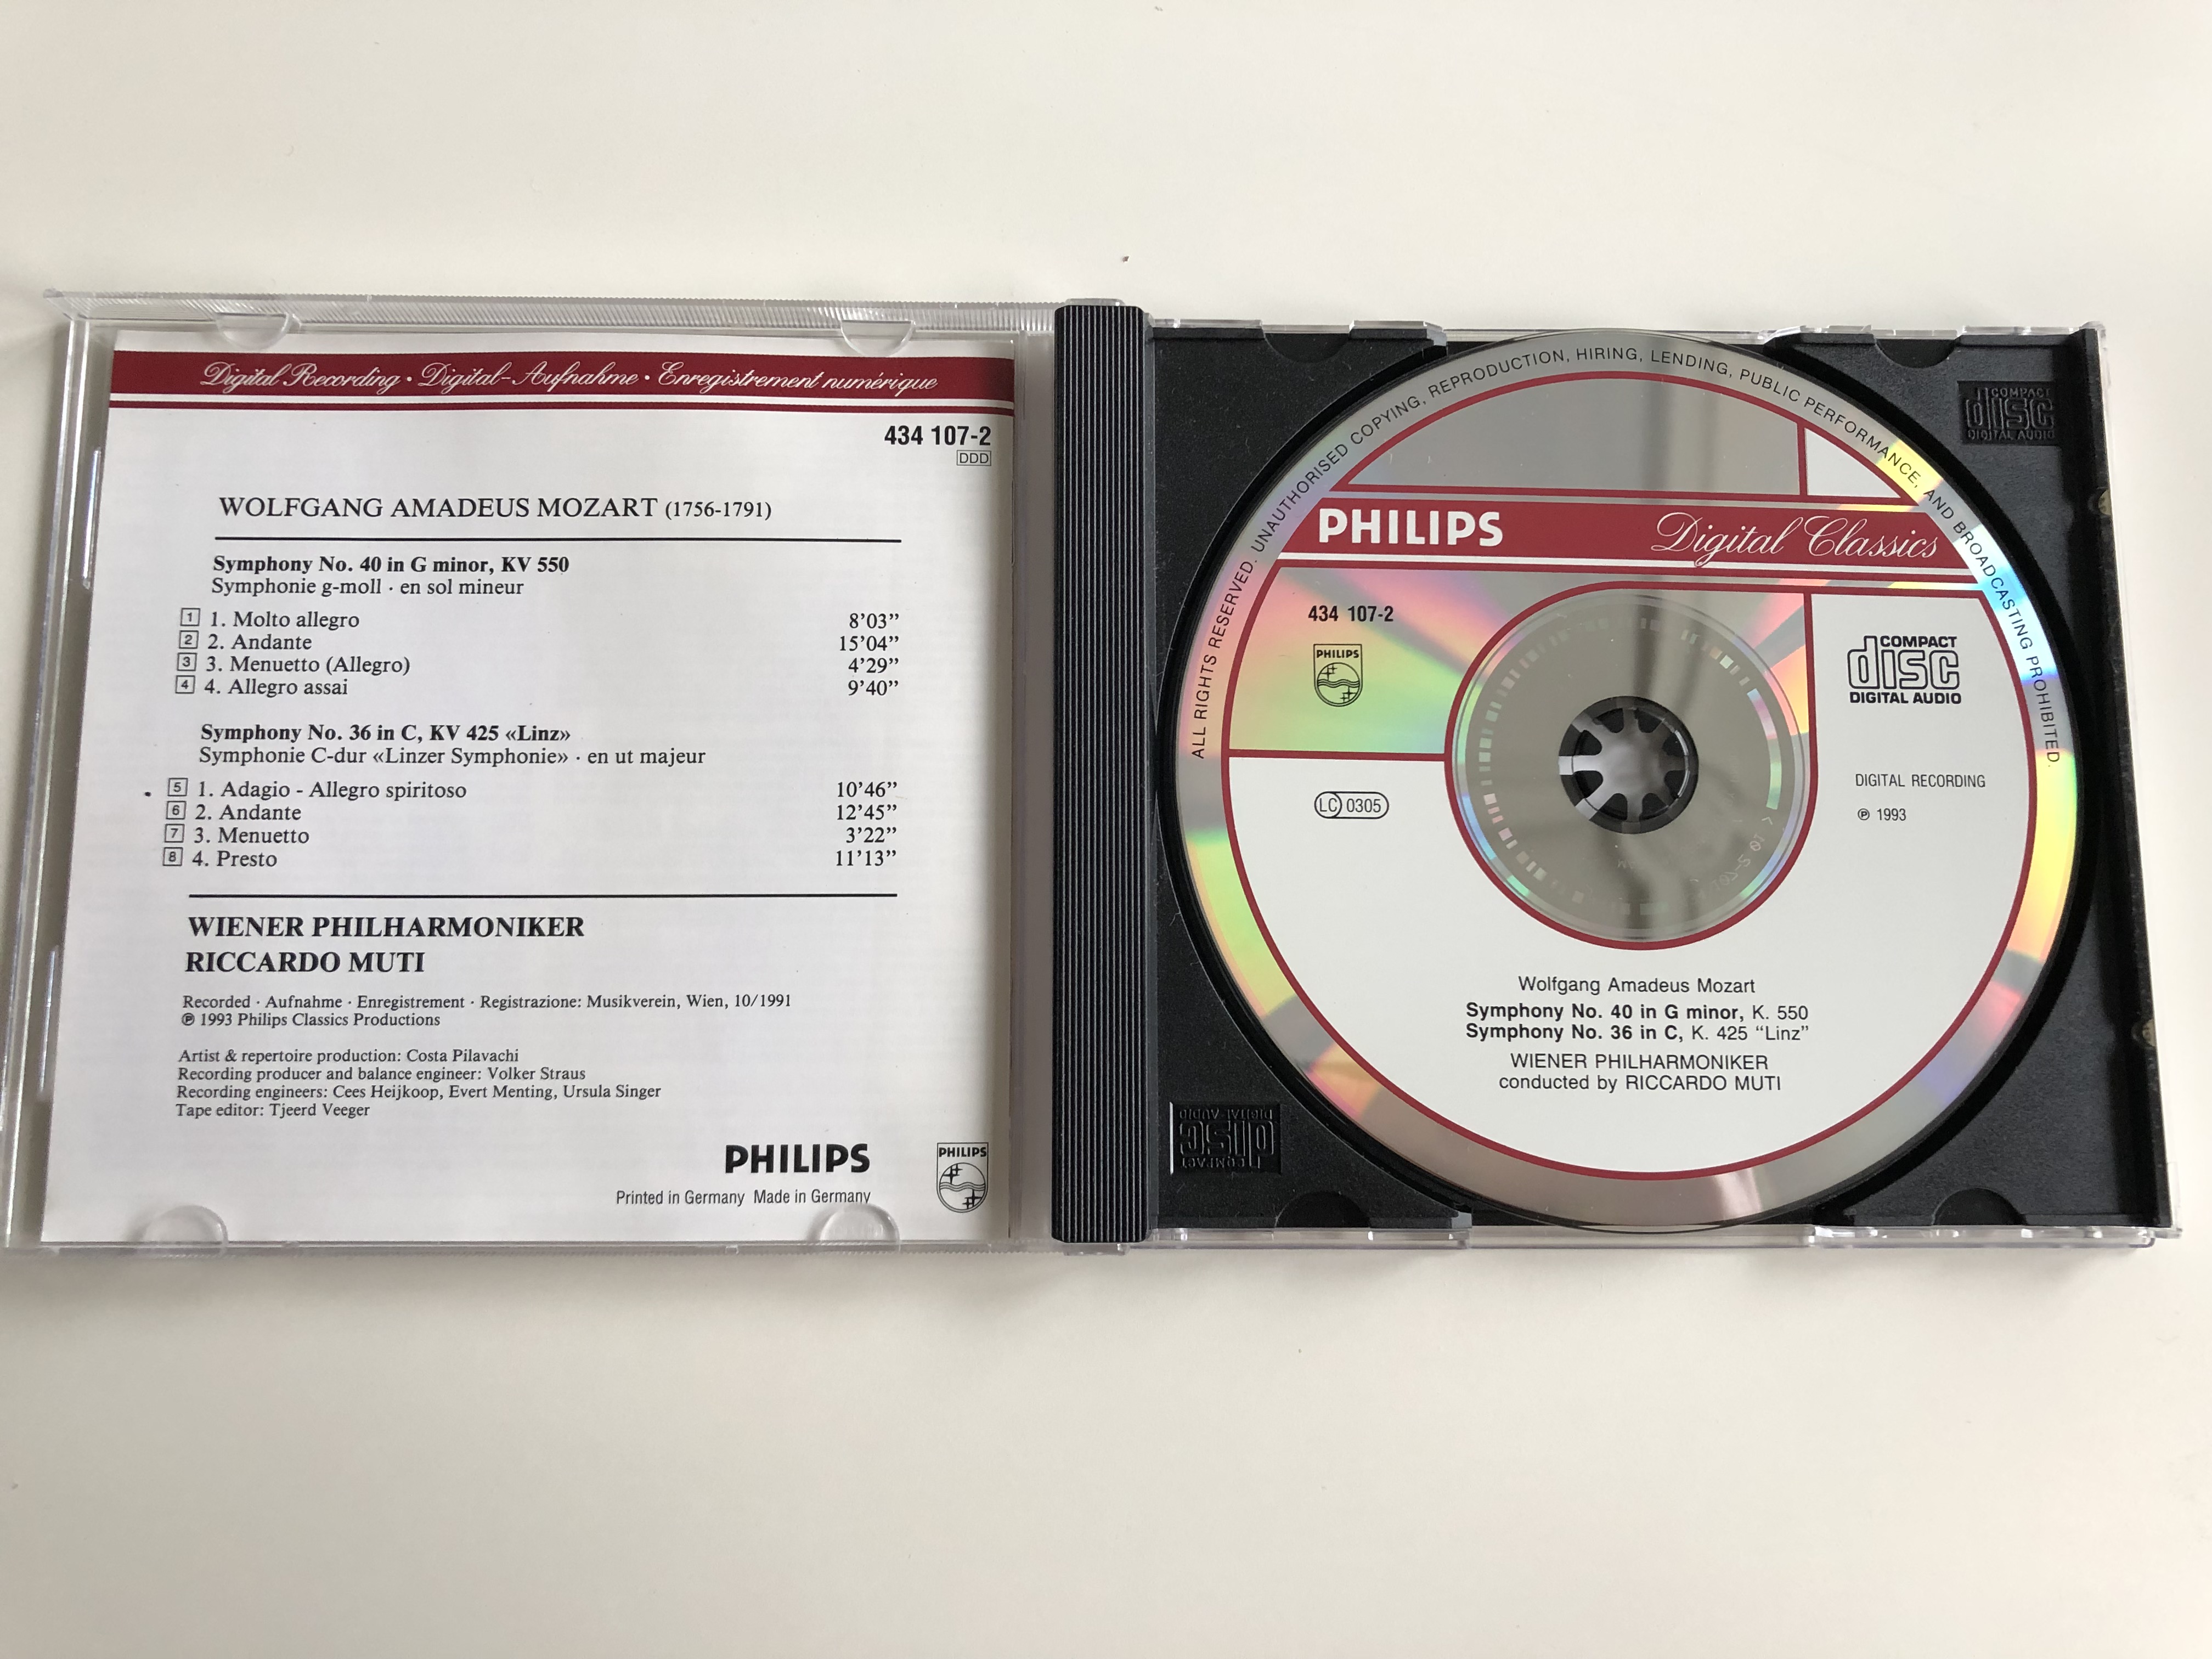 Digital Recording · Digital-Aufnahme · Enregistrement numérique
434 107-2
DDD
WOLFGANG AMADEUS MOZART (1756-1791)
Symphony No. 40 in G minor, KV 550
Symphonie g-moll · en sol mineur
1 1. Molto allegro 8’03”
2 2. Andante 15’04”
3 3. Menuetto (Allegro) 4’29”
4 4. Allegro assai 9’40”
Symphony No. 36 in C, KV 425 «Linz»
Symphonie C-dur «Linzer Symphonie» · en ut majeur
5 1. Adagio - Allegro spiritoso 10’46”
6 2. Andante 12’45”
7 3. Menuetto 3’22”
8 4. Presto 11’13”
WIENER PHILHARMONIKER
RICCARDO MUTI
Recorded · Aufnahme · Enregistrement · Registrazione: Musikverein, Wien, 10/1991
℗ 1993 Philips Classics Productions
Artist & repertoire production: Costa Pilavachi
Recording producer and balance engineer: Volker Straus
Recording engineers: Cees Heijkoop, Evert Menting, Ursula Singer
Tape editor: Tjeerd Veeger
PHILIPS
PHILIPS
Printed in Germany Made in Germany
ALL RIGHTS RESERVED. UNAUTHORISED COPYING, REPRODUCTION, HIRING, LENDING, PUBLIC PERFORMANCE, AND BROADCASTING PROHIBITED.
PHILIPS Digital Classics
434 107-2
PHILIPS
COMPACT
disc
DIGITAL AUDIO
LC 0305
DIGITAL RECORDING
℗ 1993
Wolfgang Amadeus Mozart
Symphony No. 40 in G minor, K. 550
Symphony No. 36 in C, K. 425 “Linz”
WIENER PHILHARMONIKER
conducted by RICCARDO MUTI
COMPACT
disc
DIGITAL AUDIO
COMPACT
disc
DIGITAL AUDIO